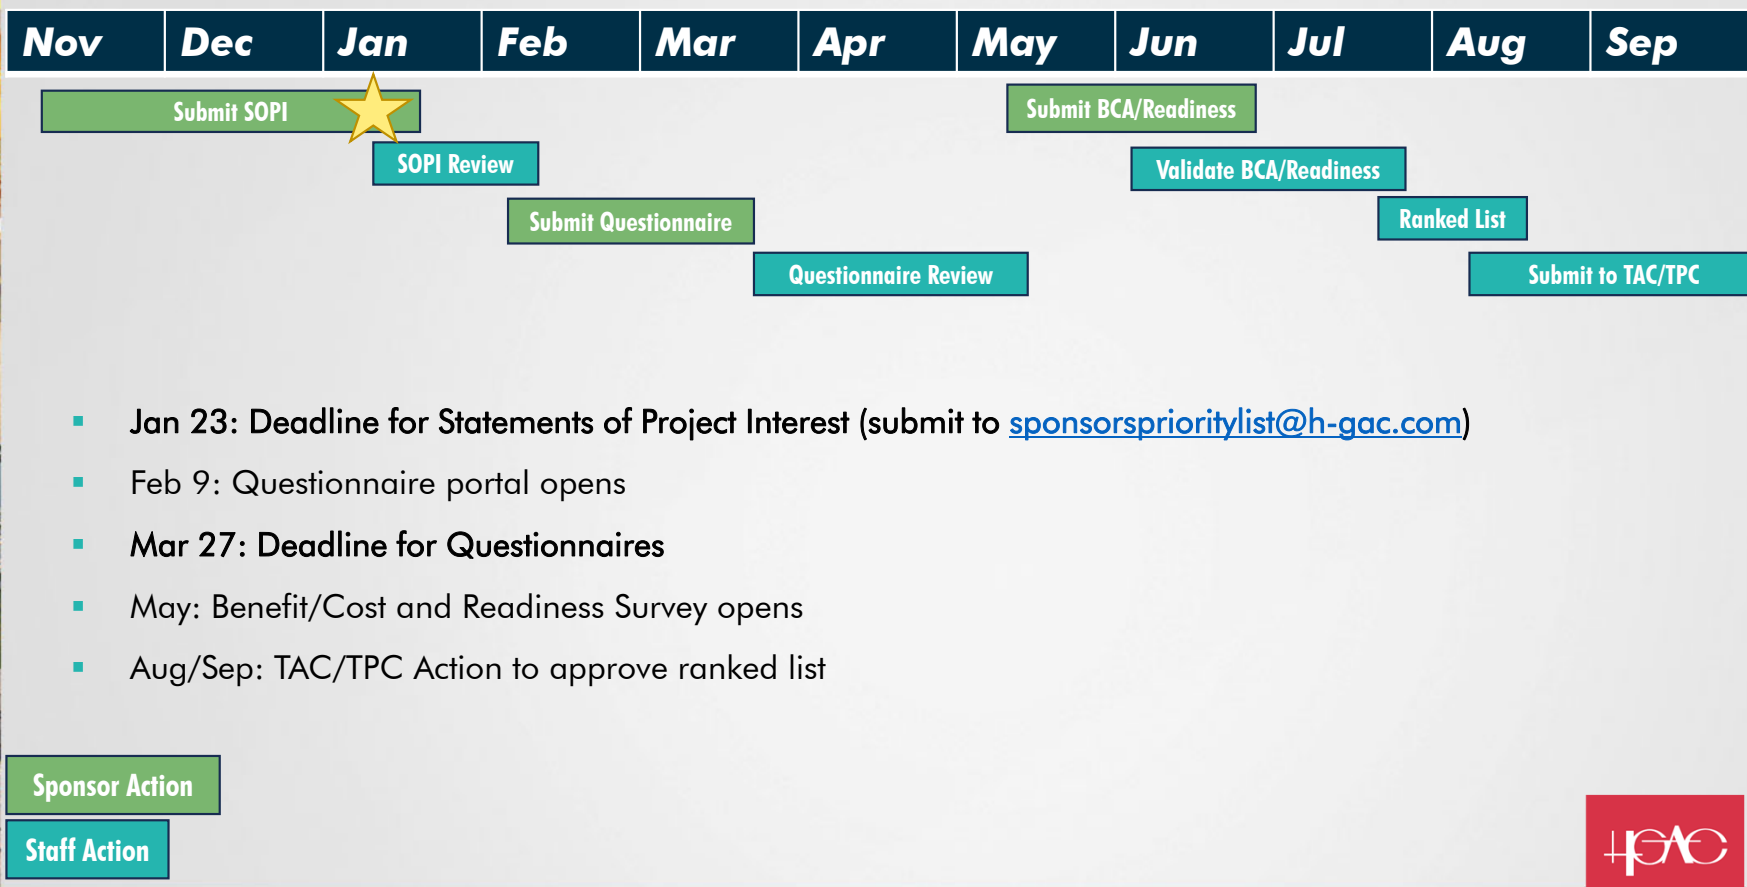 Nov Dec Jan Feb Mar Apr May Jun Jul Aug Sep
Submit SOPI
Submit BCA/Readiness
SOPI Review
Validate BCA/Readiness
Submit Questionnaire
Ranked List
Questionnaire Review
Submit to TAC/TPC
Jan 23: Deadline for Statements of Project Interest (submit to sponsorsprioritylist@h-gac.com)
Feb 9: Questionnaire portal opens
Mar 27: Deadline for Questionnaires
May: Benefit/Cost and Readiness Survey opens
Aug/Sep: TAC/TPC Action to approve ranked list
Sponsor Action
Staff Action
HGAC